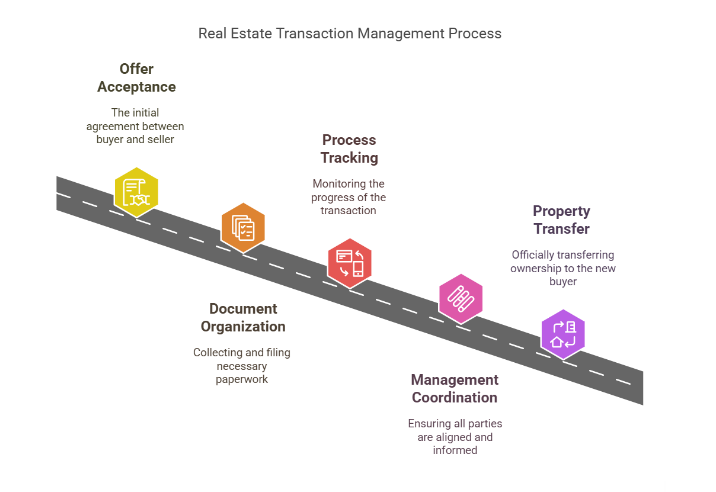 Real Estate Transaction Management Process
Offer
Acceptance
The initial
agreement between
buyer and seller
Document
Organization
Collecting and filing
necessary
paperwork
Process
Tracking
Monitoring the
progress of the
transaction
Management
Coordination
Ensuring all parties
are aligned and
informed
Property
Transfer
Officially transferring
ownership to the new
buyer